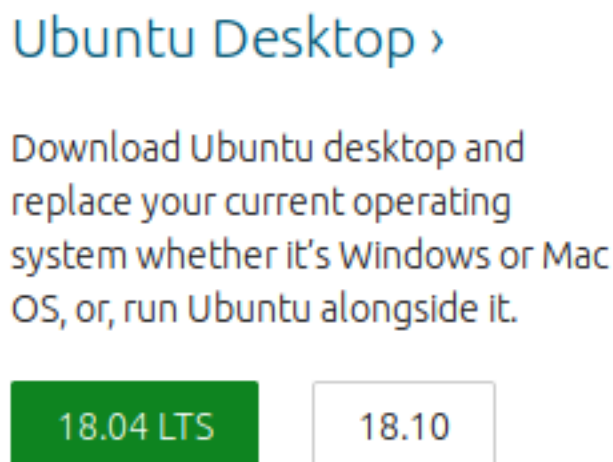 Ubuntu Desktop ›
Download Ubuntu desktop and
replace your current operating
system whether it's Windows or Mac
OS, or, run Ubuntu alongside it.
18.04 LTS 18.10